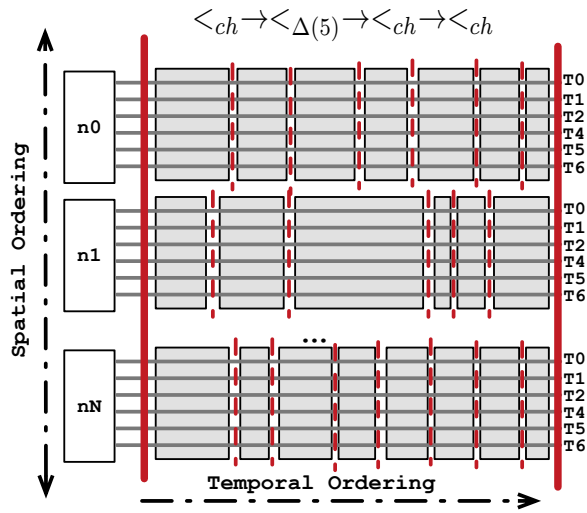 <_{ch}→<_{Δ(5)}→<_{ch}→<_{ch}
Spatial Ordering
n0
T0
T1
T2
T4
T5
T6
n1
T0
T1
T2
T4
T5
T6
...
nN
T0
T1
T2
T4
T5
T6
Temporal Ordering